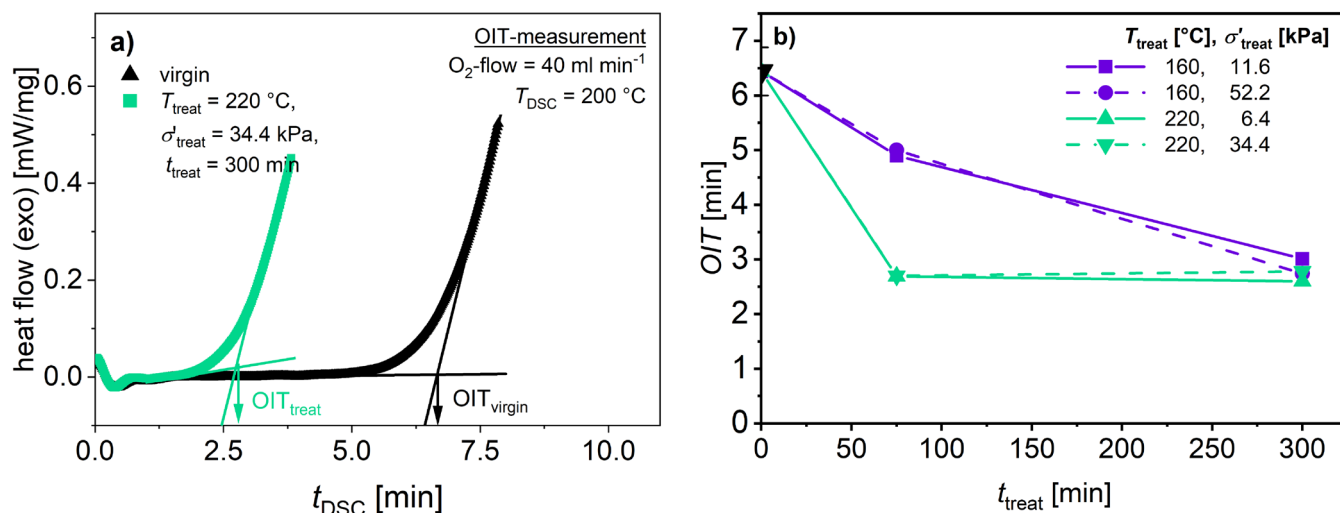 a)
OIT-measurement
O₂-flow = 40 ml min⁻¹
T_DSC = 200 °C
virgin
T_treat = 220 °C,
σ'_treat = 34.4 kPa,
t_treat = 300 min
heat flow (exo) [mW/mg]
0.6
0.4
0.2
0.0
OIT_treat
OIT_virgin
0.0 2.5 5.0 7.5 10.0
t_DSC [min]
b)
T_treat [°C], σ'_treat [kPa]
160, 11.6
160, 52.2
220, 6.4
220, 34.4
OIT [min]
7
6
5
4
3
2
1
0
0 50 100 150 200 250 300
t_treat [min]